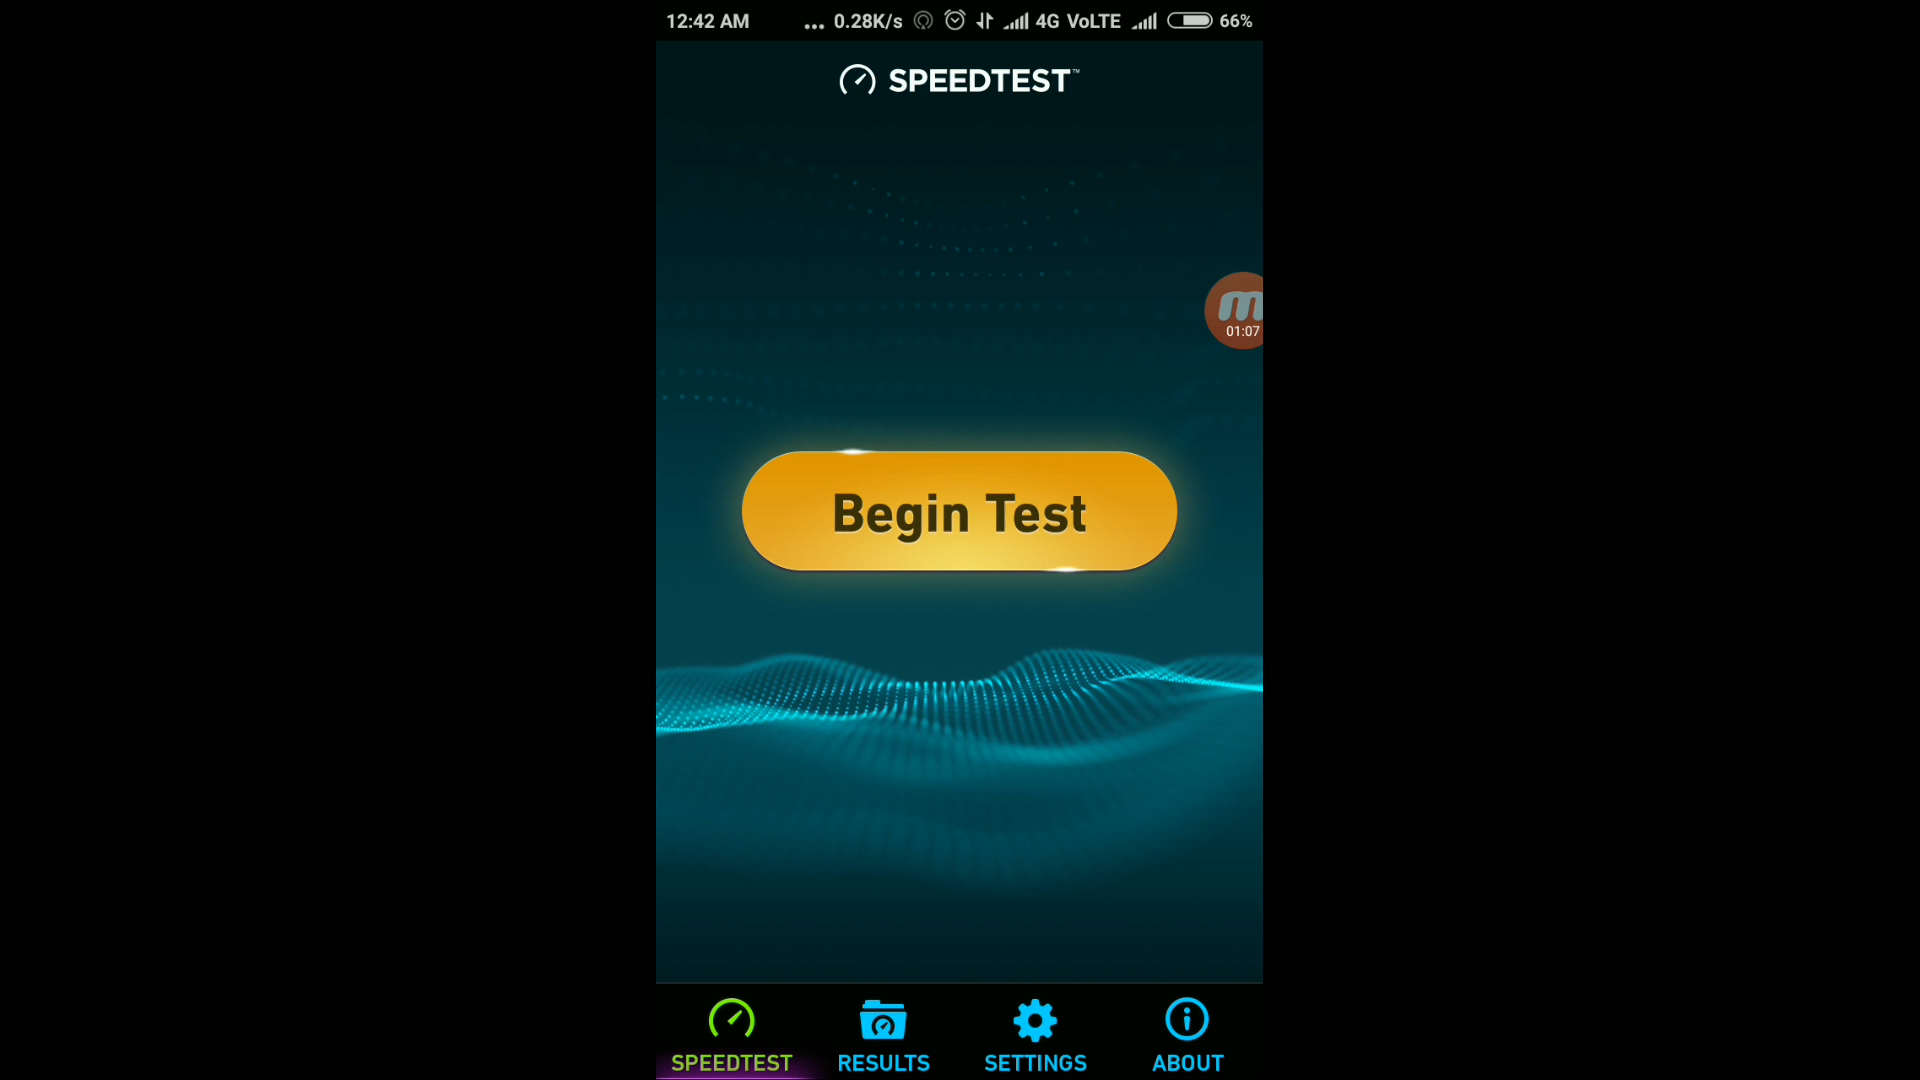 12:42 AM ... 0.28K/s 4G VoLTE 66%
SPEEDTEST™
m
01:07
Begin Test
SPEEDTEST RESULTS SETTINGS ABOUT